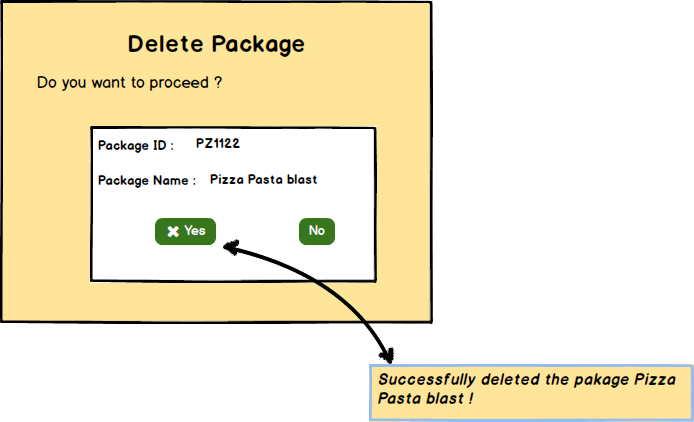 Delete Package
Do you want to proceed ?
Package ID : PZ1122
Package Name : Pizza Pasta blast
Yes No
Successfully deleted the pakage Pizza
Pasta blast !